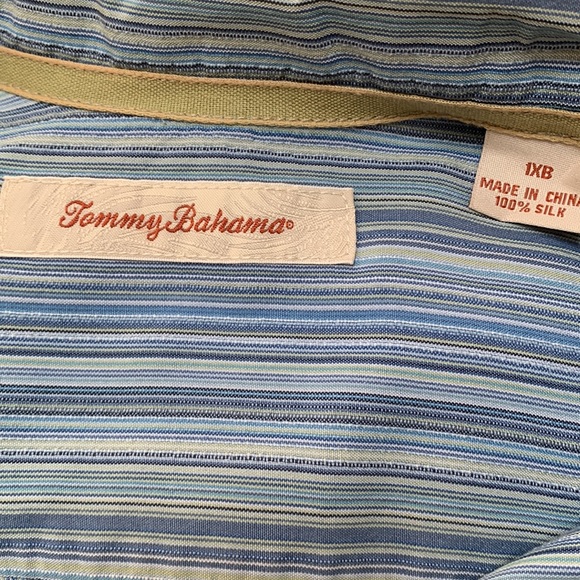 Tommy Bahama®
1XB
MADE IN CHINA
100% SILK